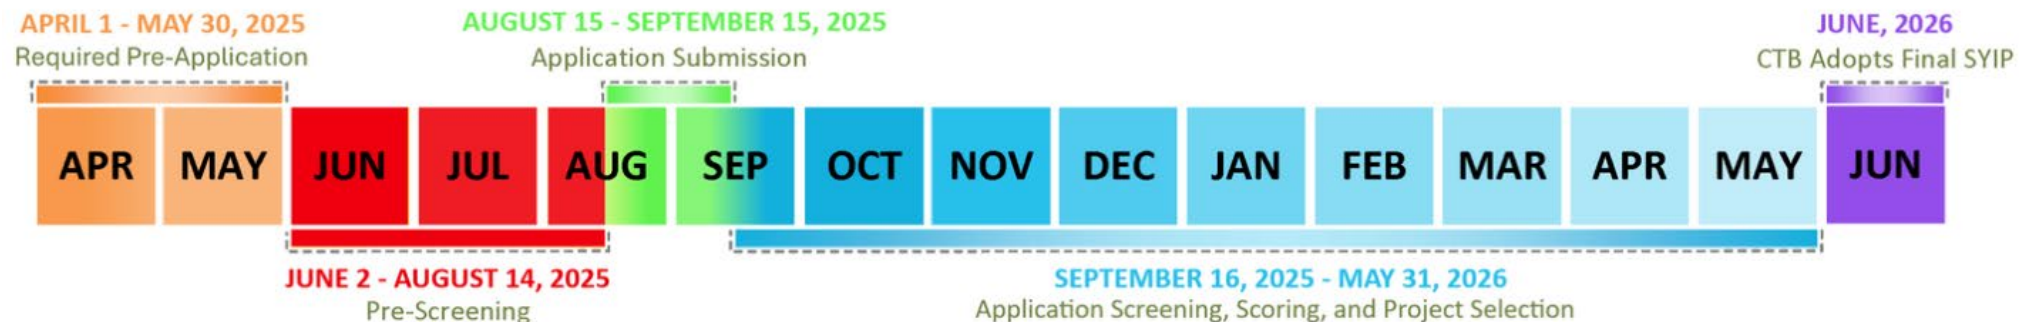 APRIL 1 - MAY 30, 2025
Required Pre-Application
AUGUST 15 - SEPTEMBER 15, 2025
Application Submission
JUNE, 2026
CTB Adopts Final SYIP
APR MAY JUN JUL AUG SEP OCT NOV DEC JAN FEB MAR APR MAY JUN
JUNE 2 - AUGUST 14, 2025
Pre-Screening
SEPTEMBER 16, 2025 - MAY 31, 2026
Application Screening, Scoring, and Project Selection